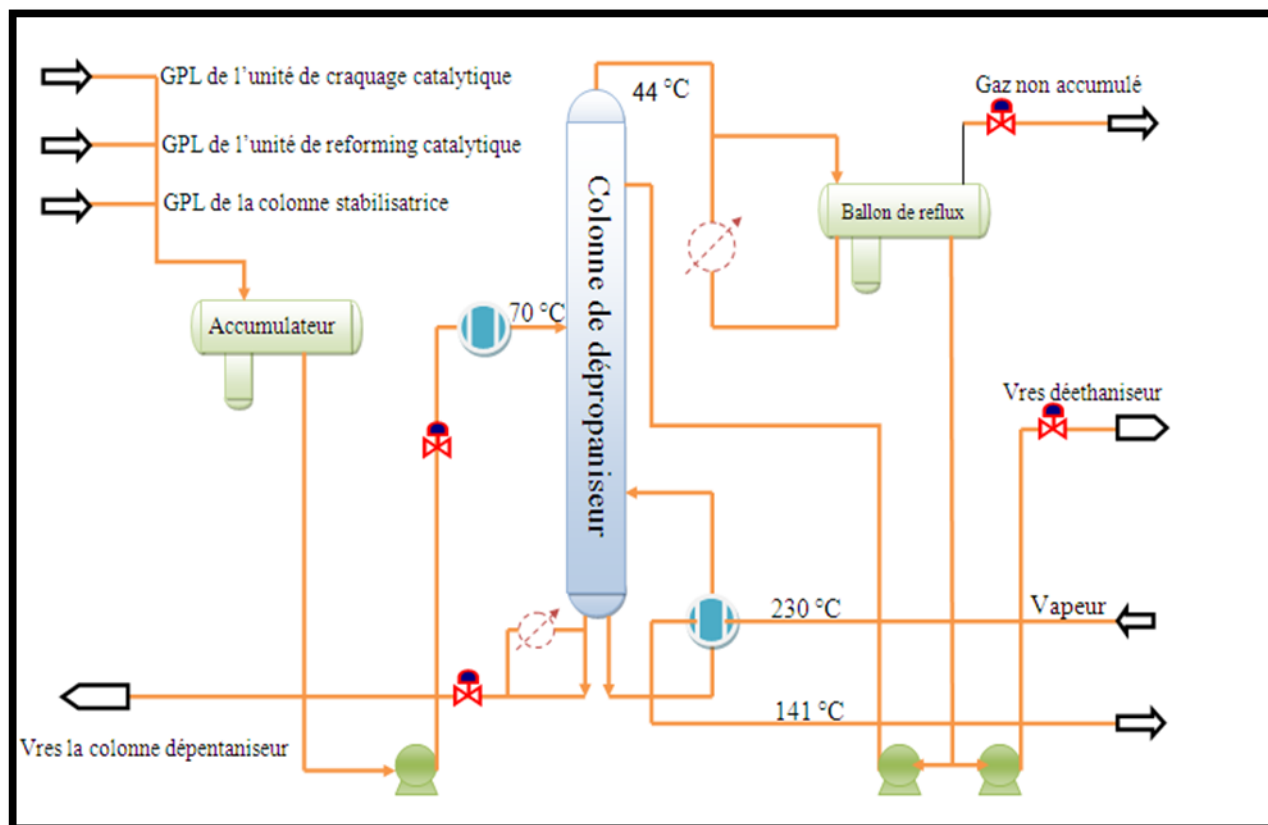 GPL de l'unité de craquage catalytique
44 °C
Gaz non accumulé
GPL de l'unité de reforming catalytique
GPL de la colonne stabilisatrice
Ballon de reflux
Colonne de dépropaniseur
Accumulateur
70 °C
Vres déethaniseur
230 °C
Vapeur
141 °C
Vres la colonne dépentaniseur